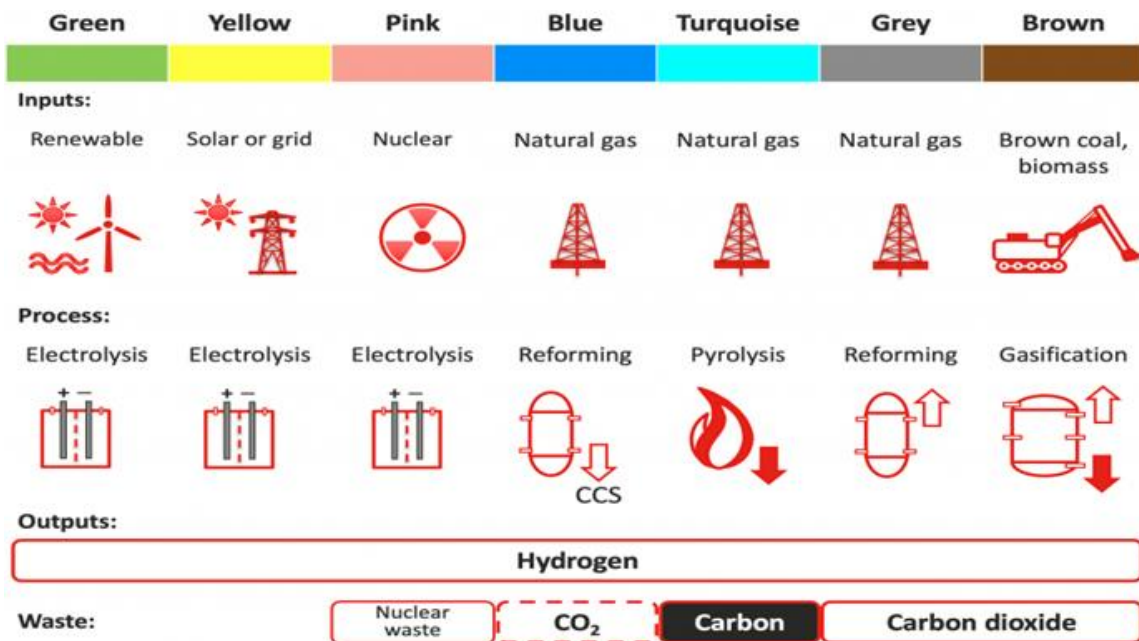 Green Yellow Pink Blue Turquoise Grey Brown
Inputs:
Renewable Solar or grid Nuclear Natural gas Natural gas Natural gas Brown coal,
biomass
Process:
Electrolysis Electrolysis Electrolysis Reforming Pyrolysis Reforming Gasification
+ − + − + −
CCS
Outputs:
Hydrogen
Waste: Nuclear waste CO₂ Carbon Carbon dioxide